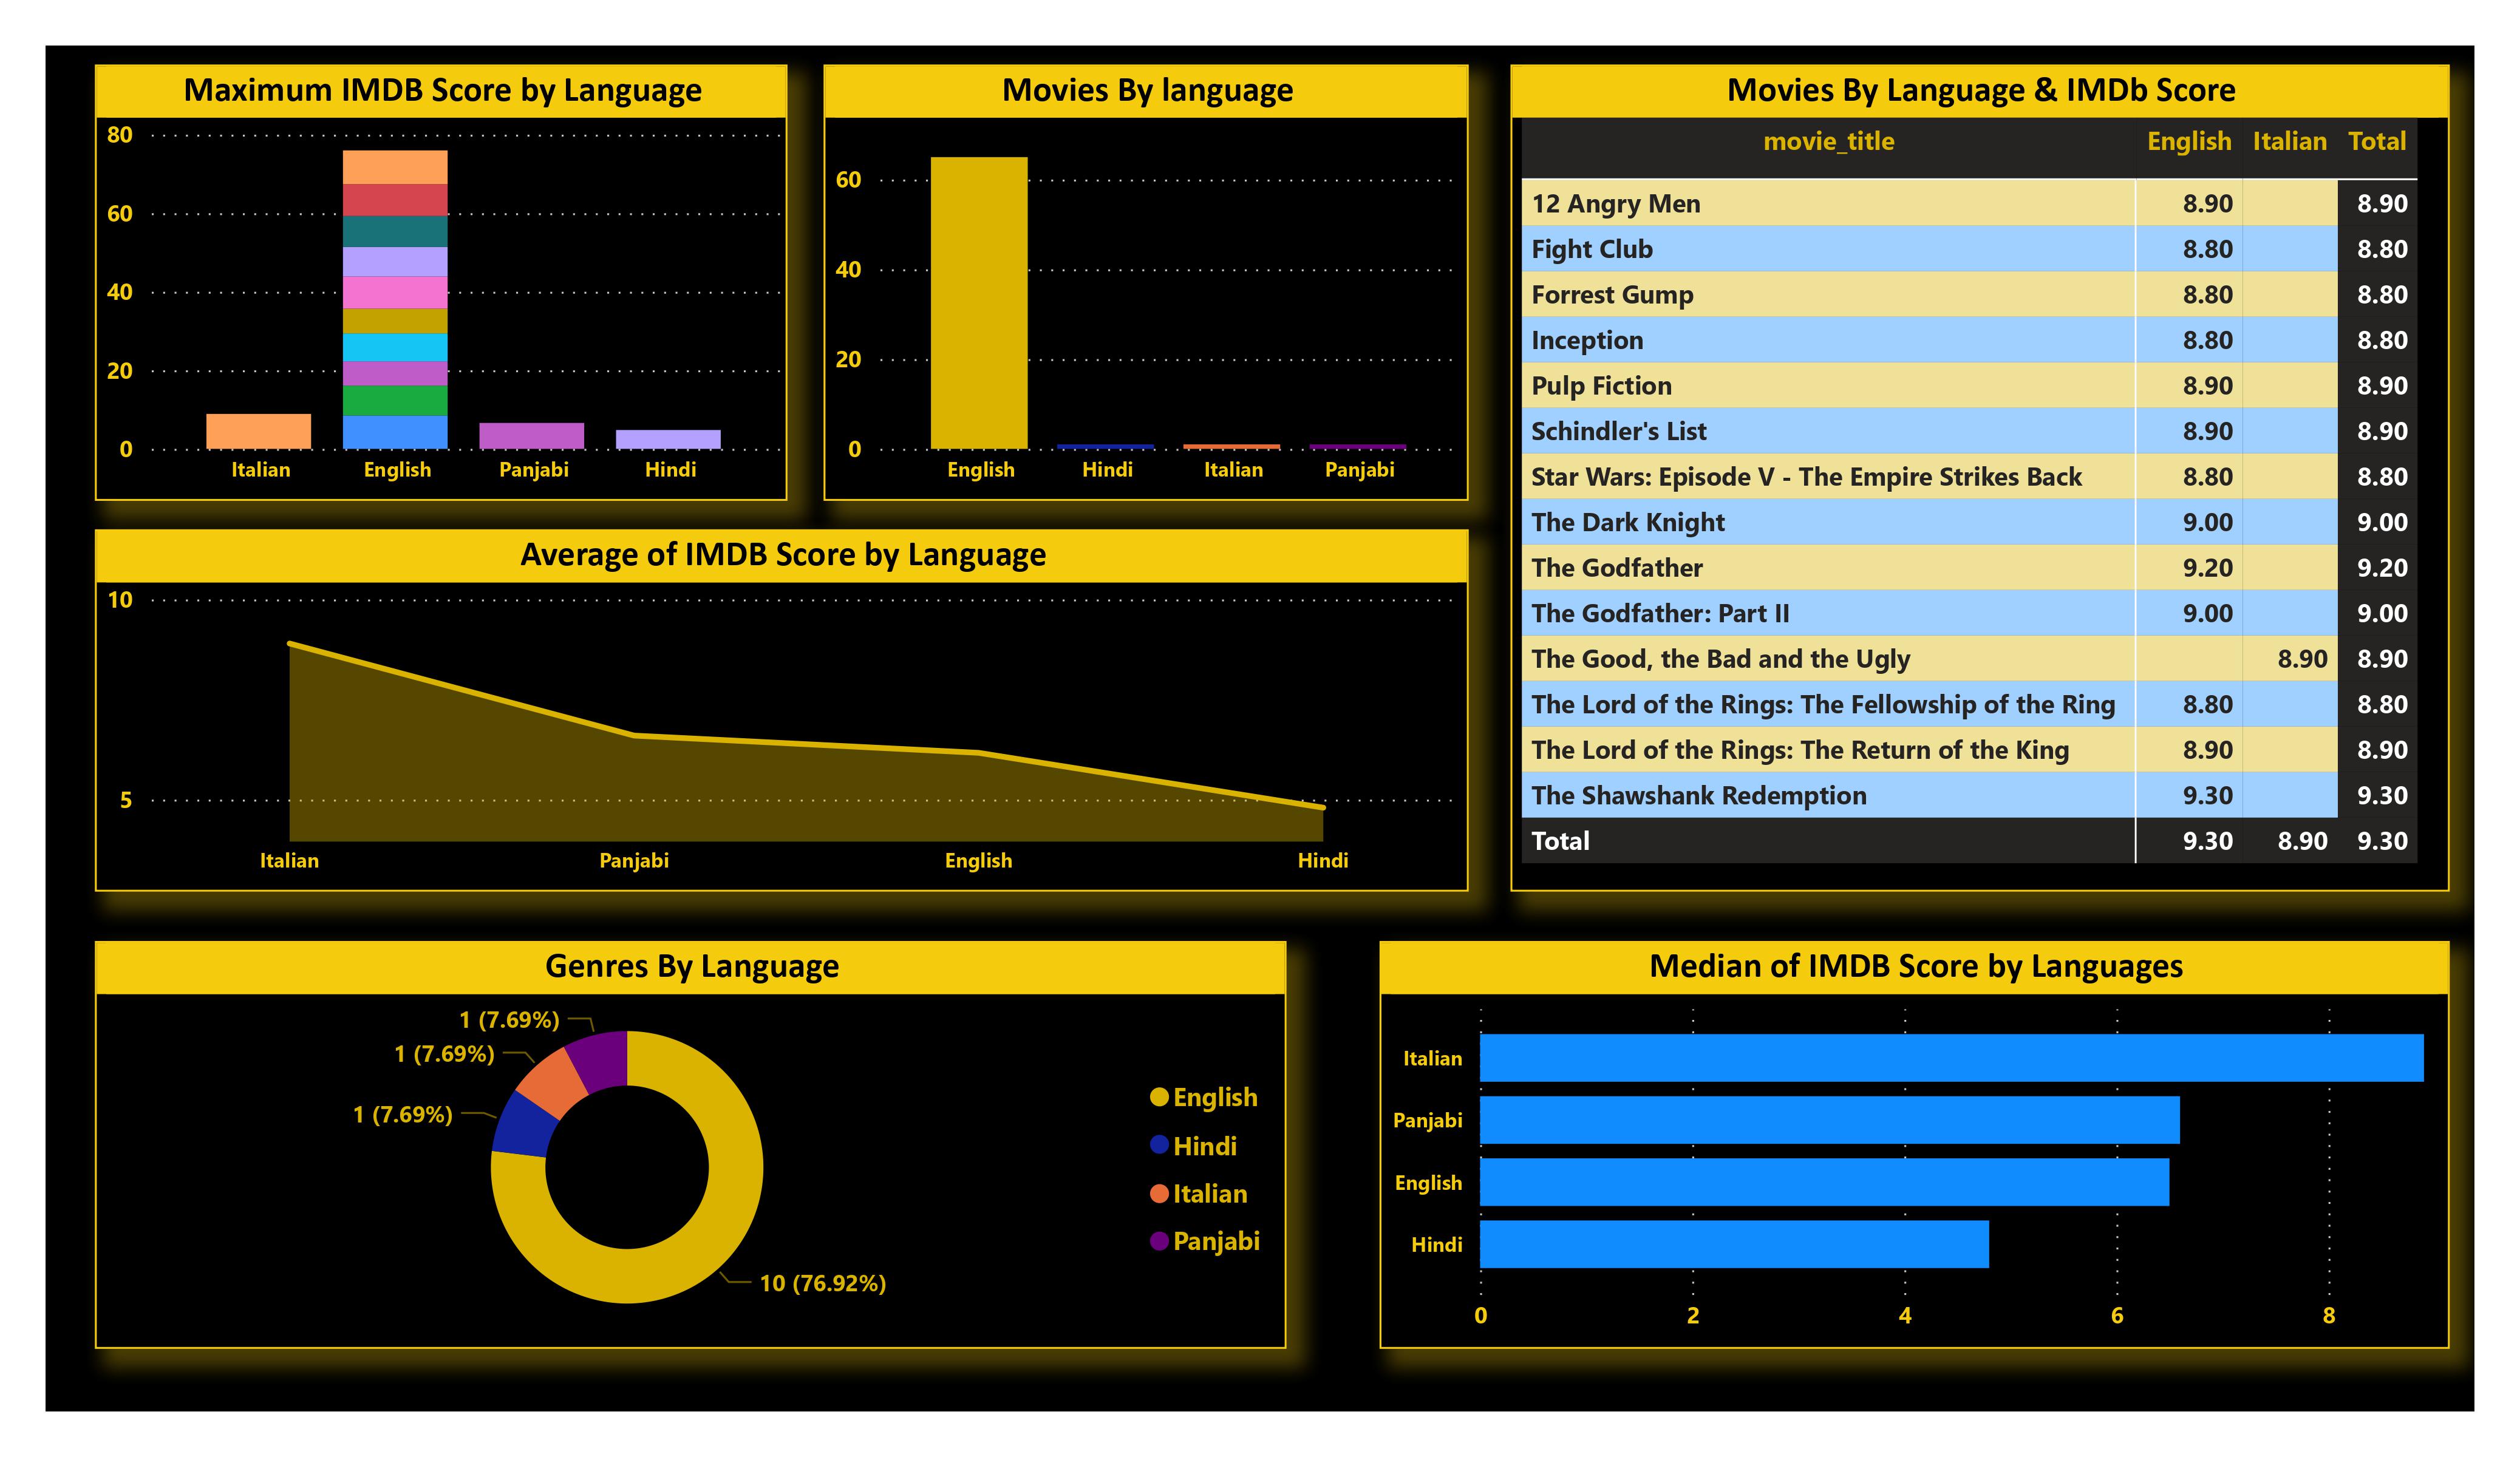 Maximum IMDB Score by Language
80
60
40
20
0
Italian English Panjabi Hindi
Movies By language
60
40
20
0
English Hindi Italian Panjabi
Movies By Language & IMDb Score
movie_title English Italian Total
12 Angry Men 8.90 8.90
Fight Club 8.80 8.80
Forrest Gump 8.80 8.80
Inception 8.80 8.80
Pulp Fiction 8.90 8.90
Schindler's List 8.90 8.90
Star Wars: Episode V - The Empire Strikes Back 8.80 8.80
The Dark Knight 9.00 9.00
The Godfather 9.20 9.20
The Godfather: Part II 9.00 9.00
The Good, the Bad and the Ugly 8.90 8.90
The Lord of the Rings: The Fellowship of the Ring 8.80 8.80
The Lord of the Rings: The Return of the King 8.90 8.90
The Shawshank Redemption 9.30 9.30
Total 9.30 8.90 9.30
Average of IMDB Score by Language
10
5
Italian Panjabi English Hindi
Genres By Language
1 (7.69%)
1 (7.69%)
1 (7.69%)
10 (76.92%)
English
Hindi
Italian
Panjabi
Median of IMDB Score by Languages
Italian
Panjabi
English
Hindi
0 2 4 6 8